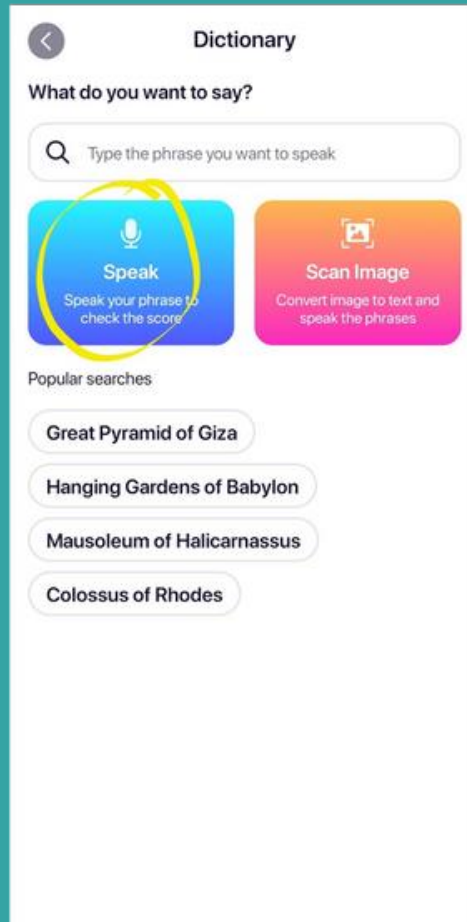 Dictionary
What do you want to say?
Type the phrase you want to speak
Speak
Speak your phrase to
check the score
Scan Image
Convert image to text and
speak the phrases
Popular searches
Great Pyramid of Giza
Hanging Gardens of Babylon
Mausoleum of Halicarnassus
Colossus of Rhodes